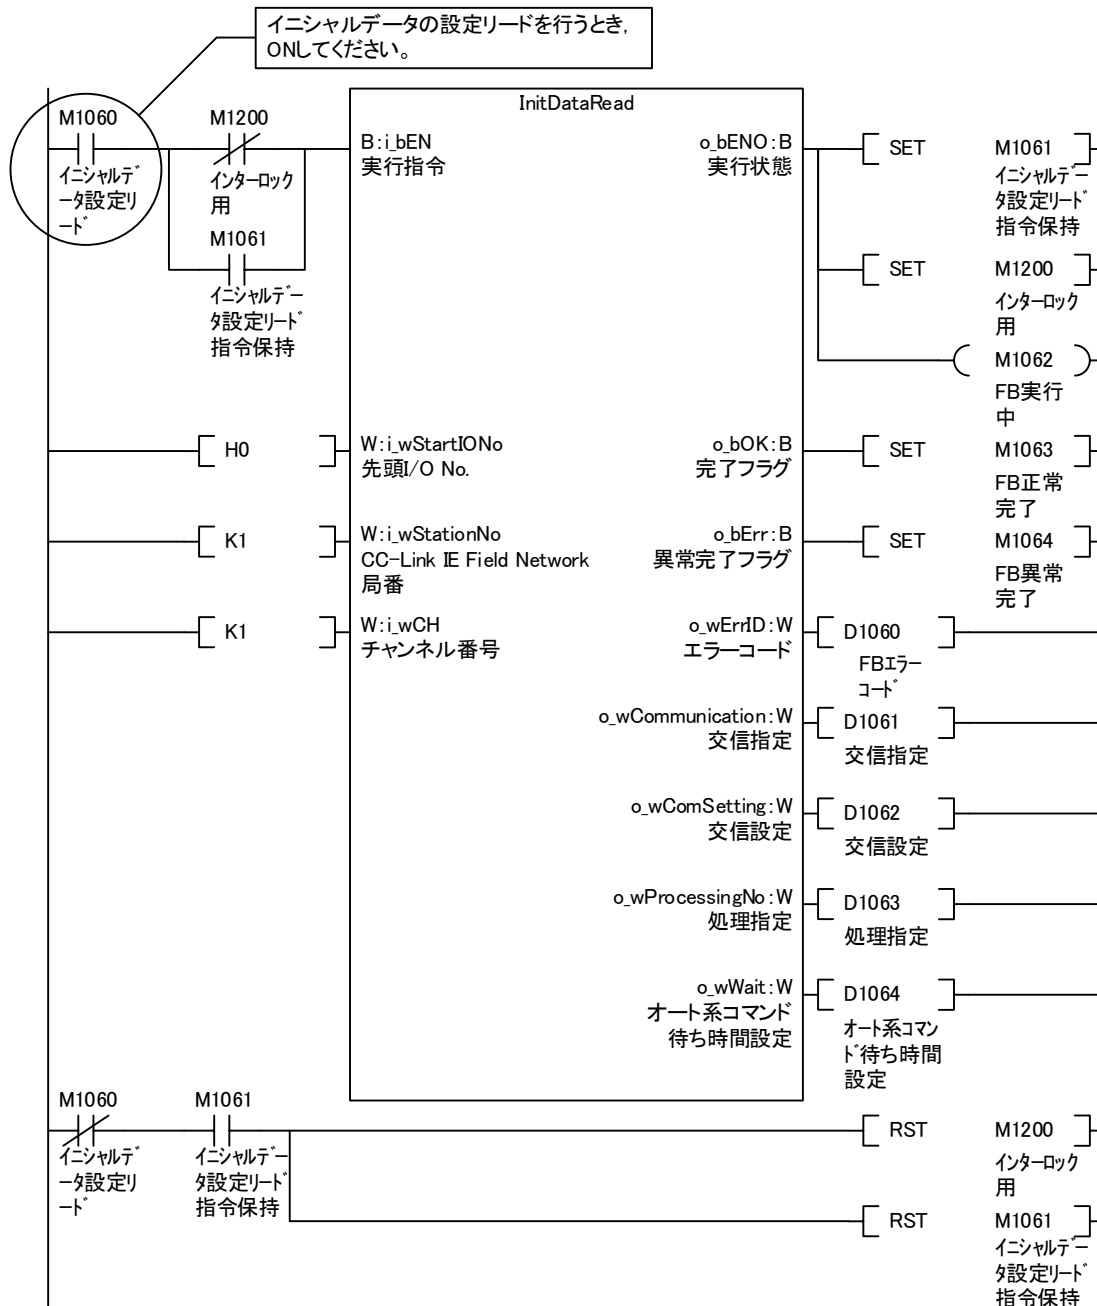 イニシャルデータの設定リードを行うとき,
ONしてください。
InitDataRead
M1060
M1200
B:i_bEN
実行指令
o_bENO:B
実行状態
SET
M1061
ｲﾆｼｬﾙﾃﾞ
ｰﾀ設定ﾘ
ｰﾄﾞ
ｲﾝﾀｰﾛｯｸ
用
ｲﾆｼｬﾙﾃﾞｰ
ﾀ設定ﾘｰﾄﾞ
指令保持
M1061
ｲﾆｼｬﾙﾃﾞｰ
ﾀ設定ﾘｰﾄﾞ
指令保持
SET
M1200
ｲﾝﾀｰﾛｯｸ
用
M1062
FB実行
中
H0
W:i_wStartIONo
先頭I/O No.
o_bOK:B
完了フラグ
SET
M1063
FB正常
完了
K1
W:i_wStationNo
CC-Link IE Field Network
局番
o_bErr:B
異常完了フラグ
SET
M1064
FB異常
完了
K1
W:i_wCH
チャンネル番号
o_wErrID:W
エラーコード
D1060
FBｴﾗｰ
ｺｰﾄﾞ
o_wCommunication:W
交信指定
D1061
交信指定
o_wComSetting:W
交信設定
D1062
交信設定
o_wProcessingNo:W
処理指定
D1063
処理指定
o_wWait:W
オート系コマンド
待ち時間設定
D1064
ｵｰﾄ系ｺﾏﾝ
ﾄﾞ待ち時間
設定
M1060
M1061
RST
M1200
ｲﾆｼｬﾙﾃﾞ
ｰﾀ設定ﾘ
ｰﾄﾞ
ｲﾆｼｬﾙﾃﾞｰ
ﾀ設定ﾘｰﾄﾞ
指令保持
ｲﾝﾀｰﾛｯｸ
用
RST
M1061
ｲﾆｼｬﾙﾃﾞｰ
ﾀ設定ﾘｰﾄﾞ
指令保持